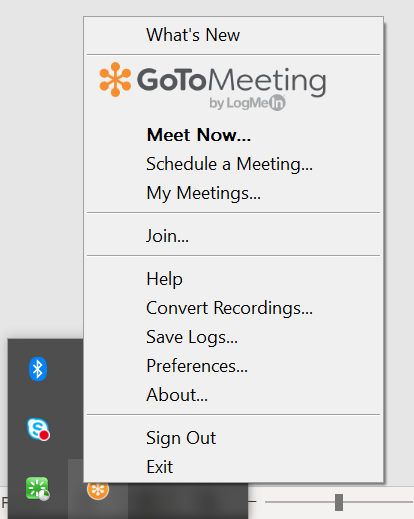 What's New
GoToMeeting
by LogMeIn
Meet Now...
Schedule a Meeting...
My Meetings...
Join...
Help
Convert Recordings...
Save Logs...
Preferences...
About...
Sign Out
Exit